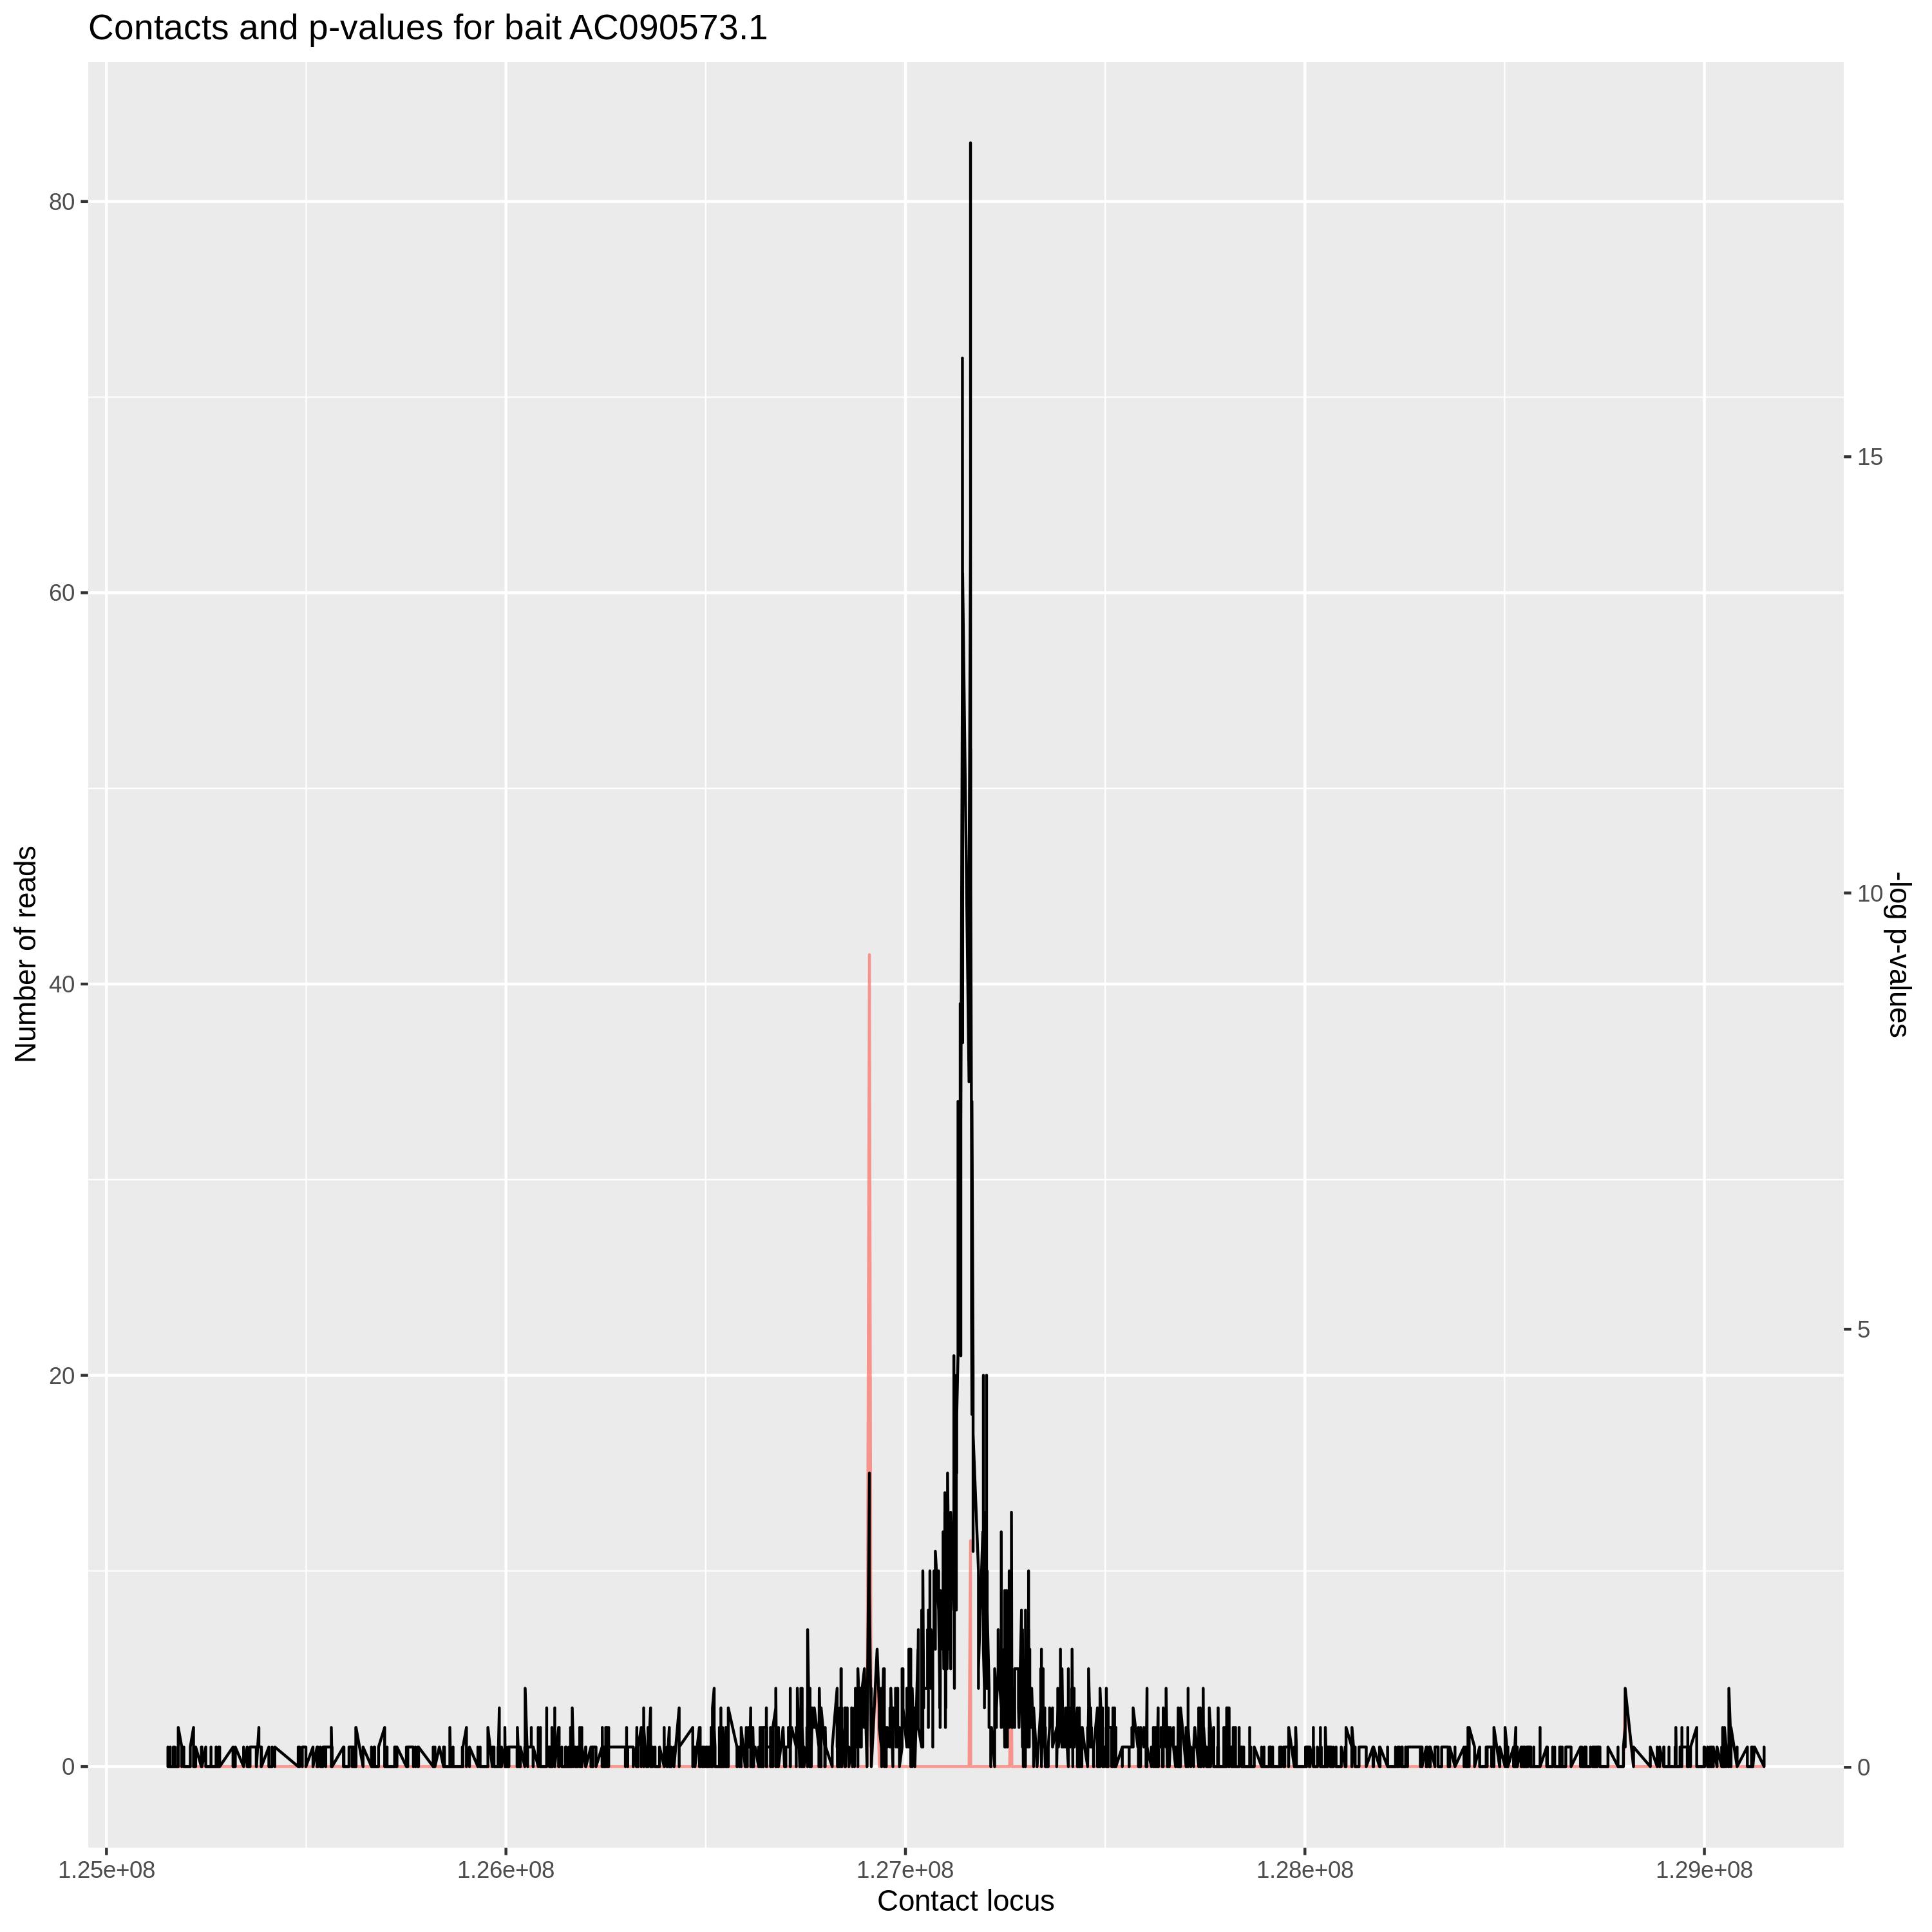 Contacts and p-values for bait AC090573.1
80
60
40
20
0
Number of reads
15
10
5
0
-log p-values
1.25e+08 1.26e+08 1.27e+08 1.28e+08 1.29e+08
Contact locus